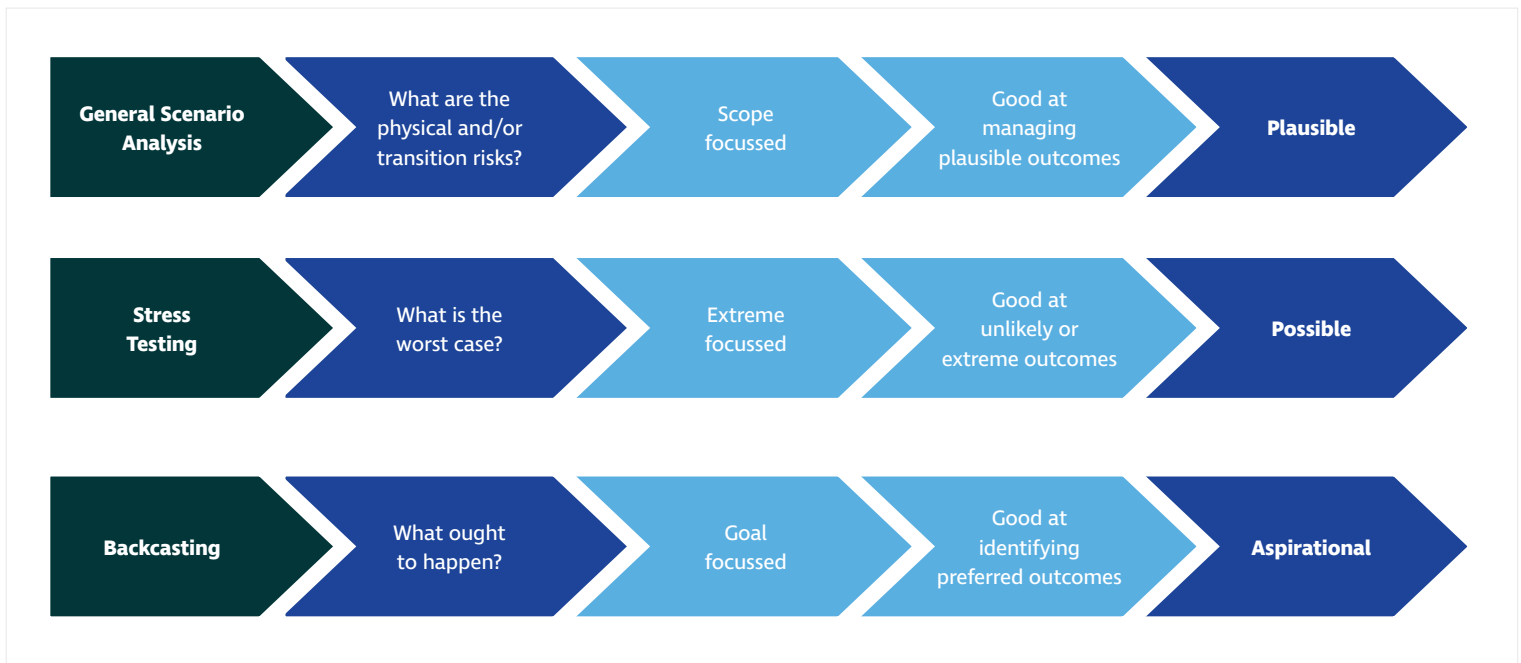 General Scenario
Analysis
What are the
physical and/or
transition risks?
Scope
focussed
Good at
managing
plausible outcomes
Plausible
Stress
Testing
What is the
worst case?
Extreme
focussed
Good at
unlikely or
extreme outcomes
Possible
Backcasting
What ought
to happen?
Goal
focussed
Good at
identifying
preferred outcomes
Aspirational